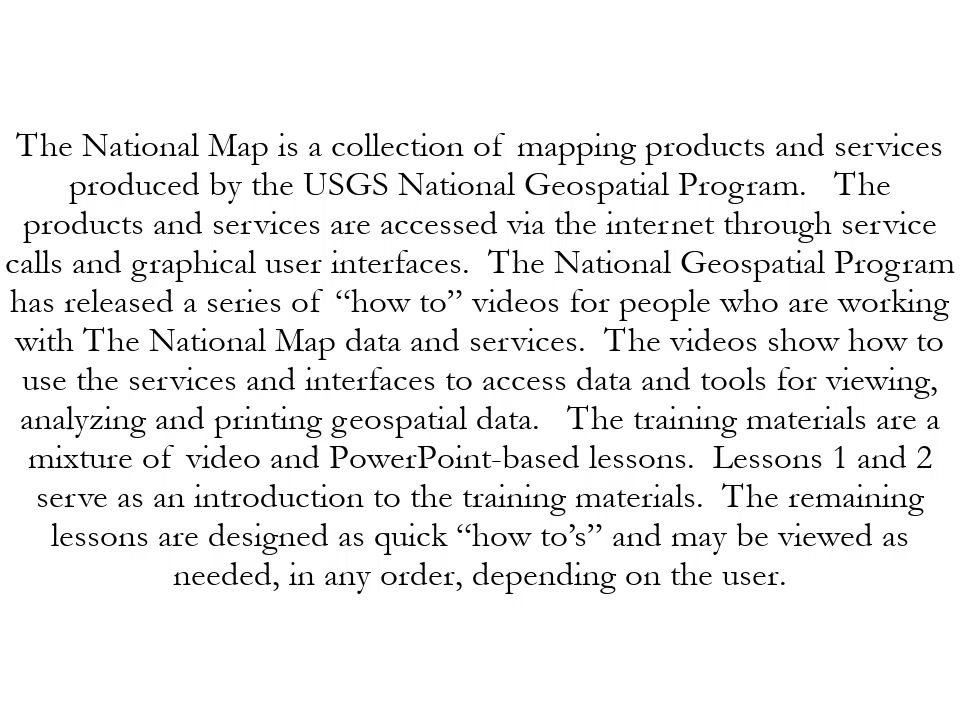 The National Map is a collection of mapping products and services
produced by the USGS National Geospatial Program.   The
products and services are accessed via the internet through service
calls and graphical user interfaces.  The National Geospatial Program
has released a series of “how to” videos for people who are working
with The National Map data and services.  The videos show how to
use the services and interfaces to access data and tools for viewing,
analyzing and printing geospatial data.   The training materials are a
mixture of video and PowerPoint-based lessons.  Lessons 1 and 2
serve as an introduction to the training materials.  The remaining
lessons are designed as quick “how to’s” and may be viewed as
needed, in any order, depending on the user.